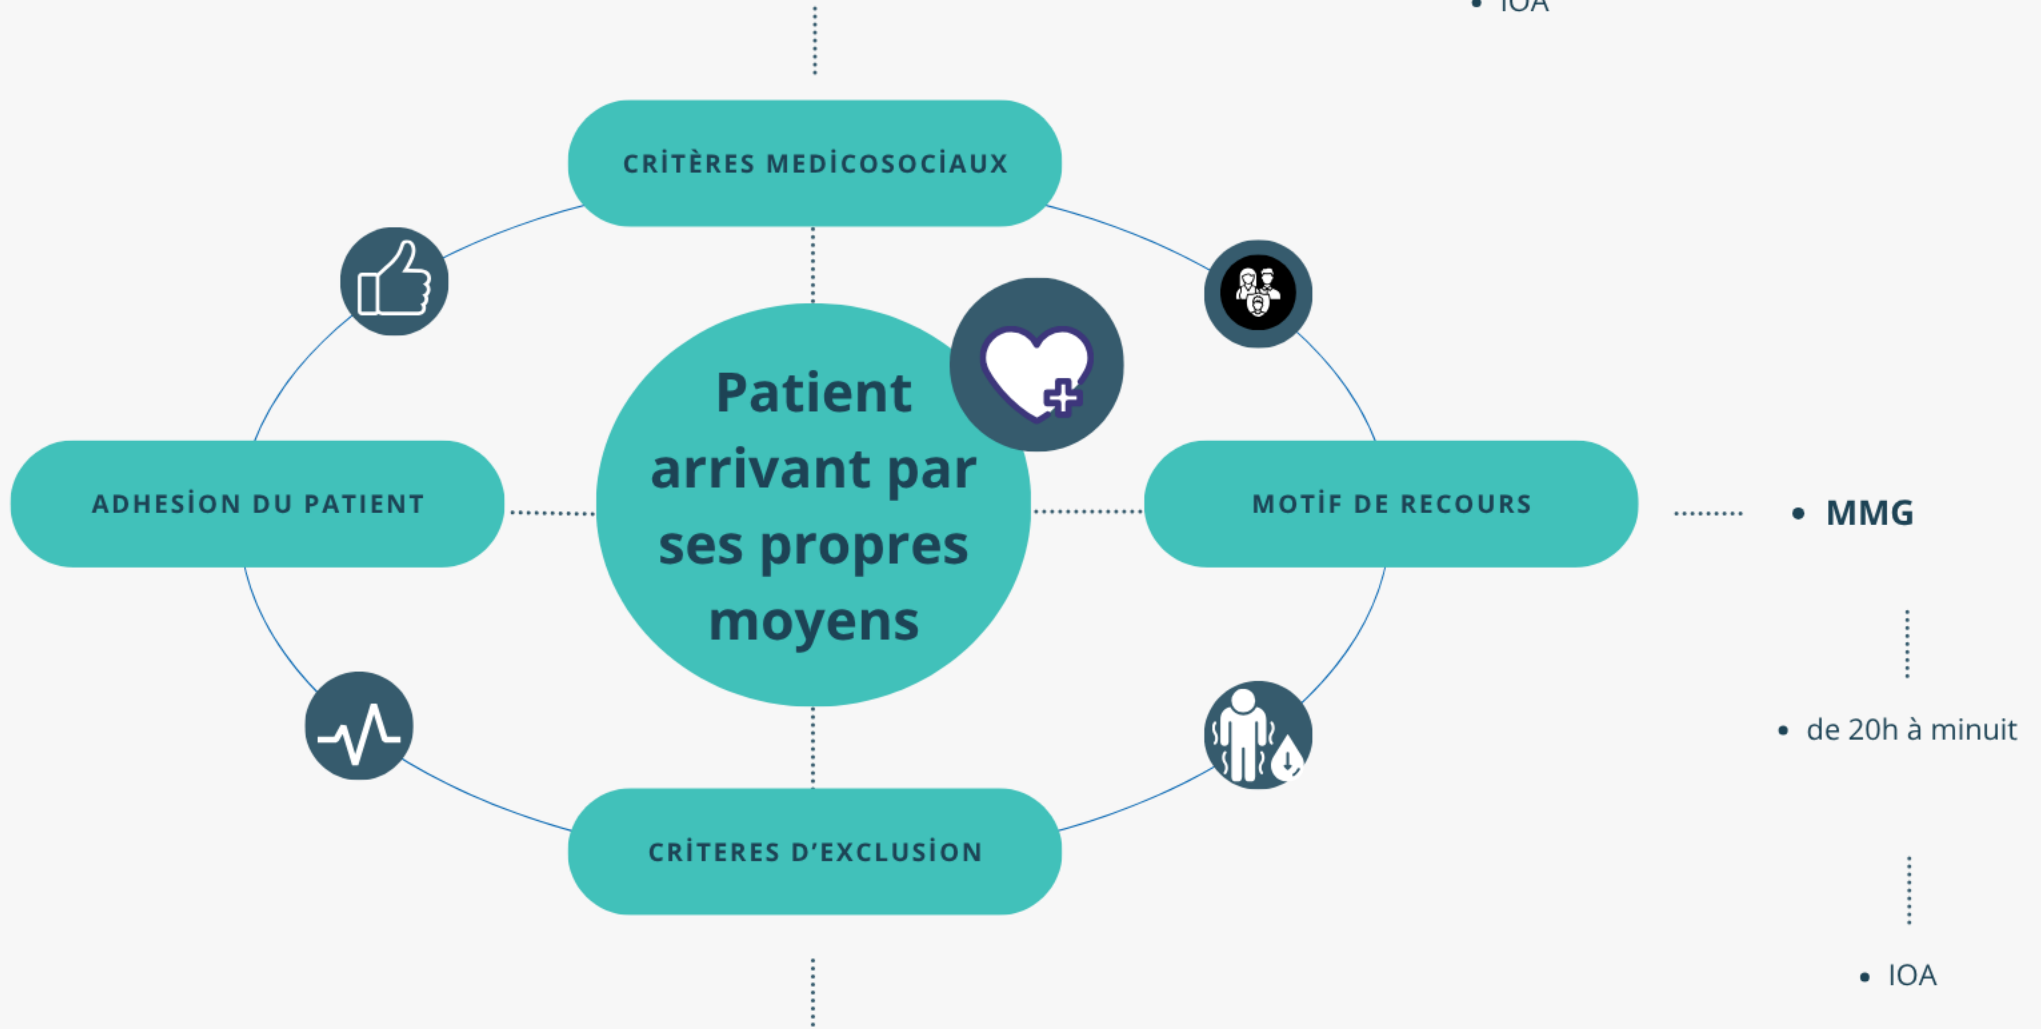 IOA
CRİTÈRES MEDİCOSOCİAUX
Patient
arrivant par
ses propres
moyens
ADHESİON DU PATIENT
MOTİF DE RECOURS
• MMG
• de 20h à minuit
CRİTERES D’EXCLUSİON
• IOA